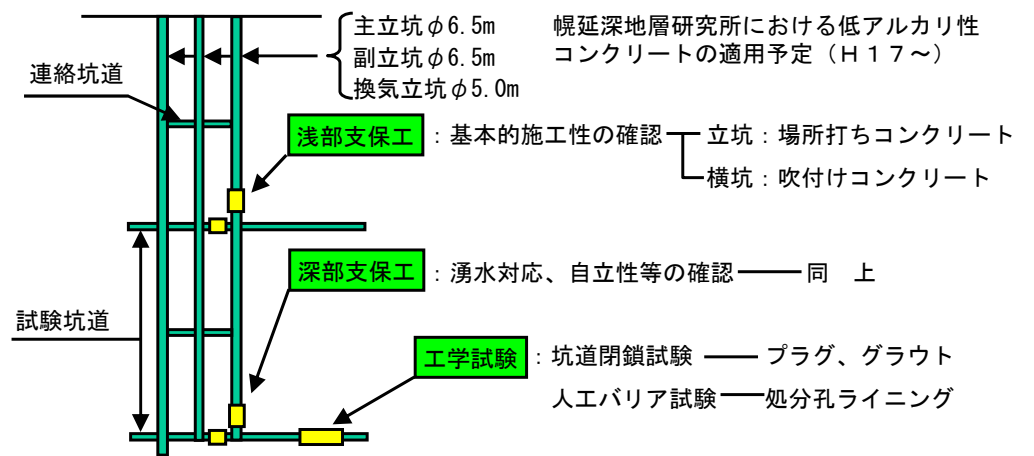 主立坑φ6.5m
副立坑φ6.5m
換気立坑φ5.0m
幌延深地層研究所における低アルカリ性
コンクリートの適用予定（Ｈ１７～）
連絡坑道
浅部支保工：基本的施工性の確認 立坑：場所打ちコンクリート
横坑：吹付けコンクリート
深部支保工：湧水対応、自立性等の確認 同　上
試験坑道
工学試験：坑道閉鎖試験 プラグ、グラウト
人工バリア試験 処分孔ライニング